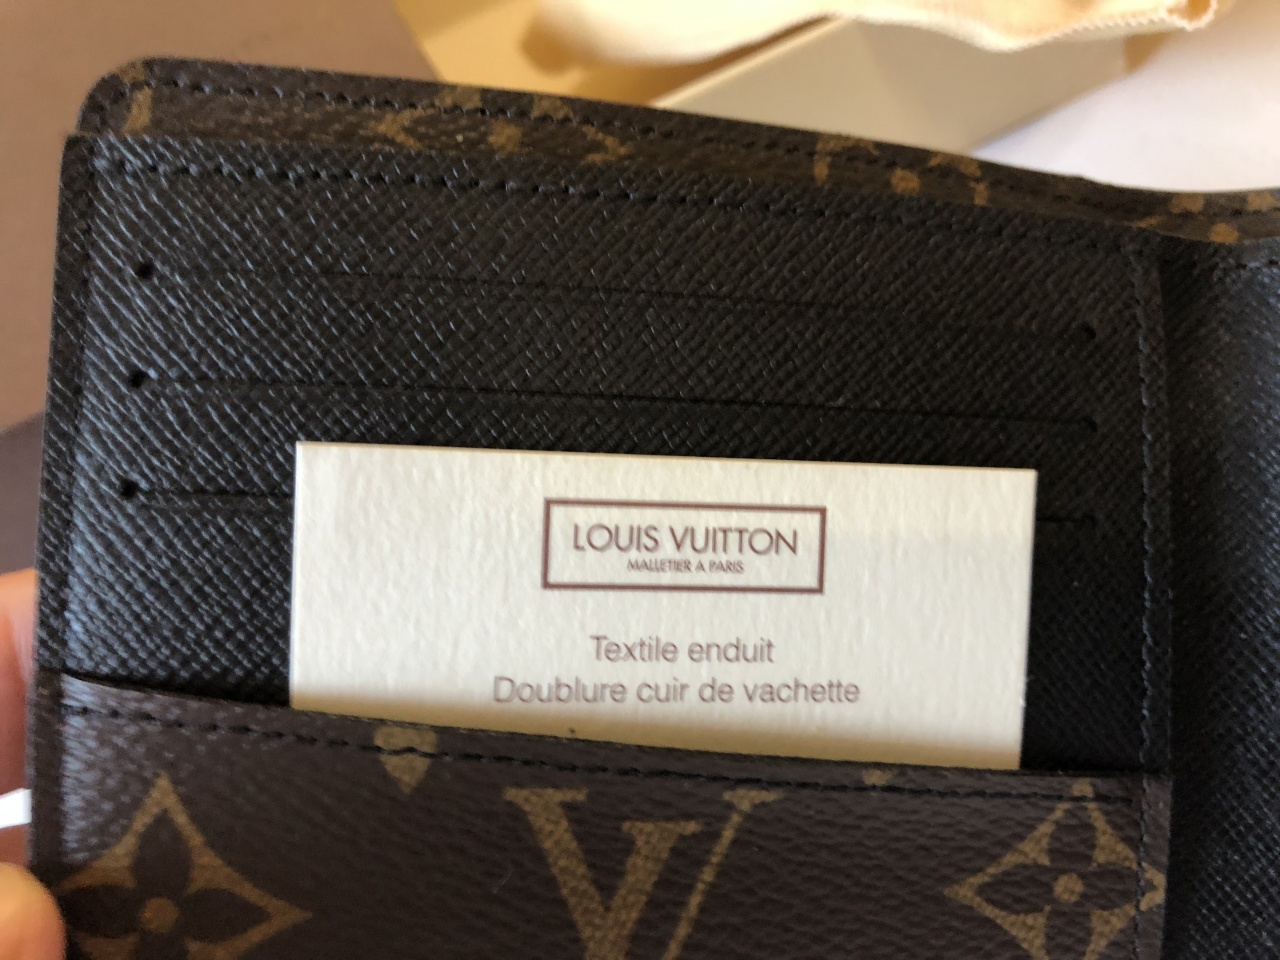 LOUIS VUITTON
MALLETIER A PARIS
Textile enduit
Doublure cuir de vachette
V